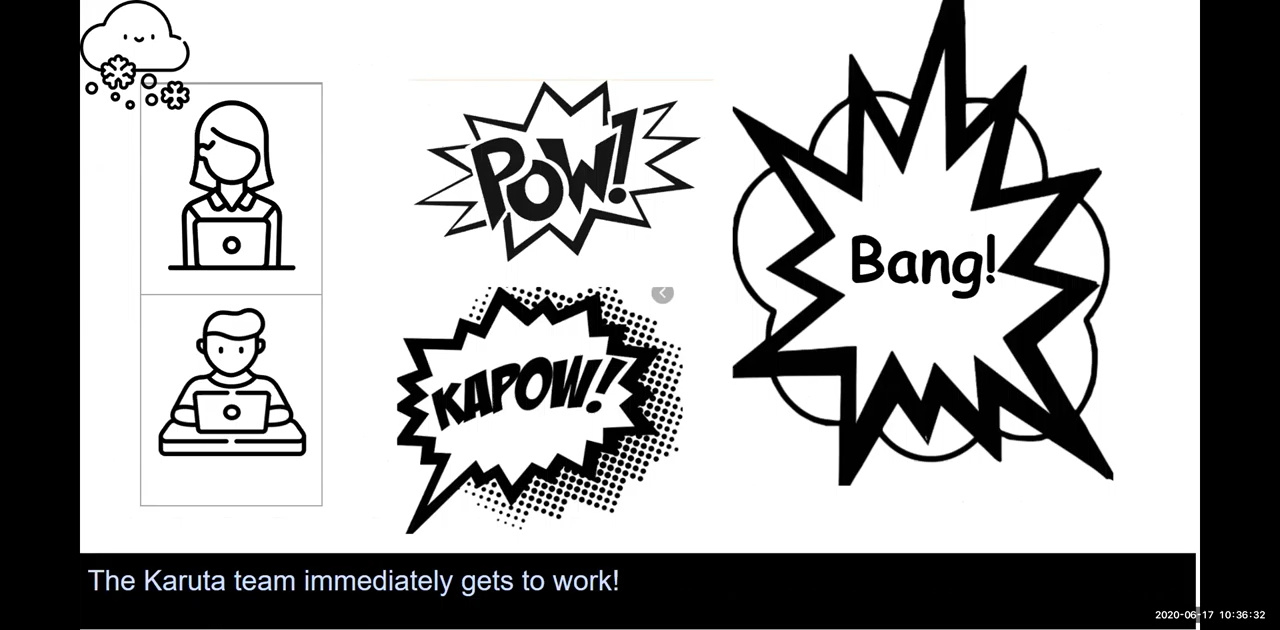 POW!
KAPOW!!
Bang!
The Karuta team immediately gets to work!
2020-06-17 10:36:32